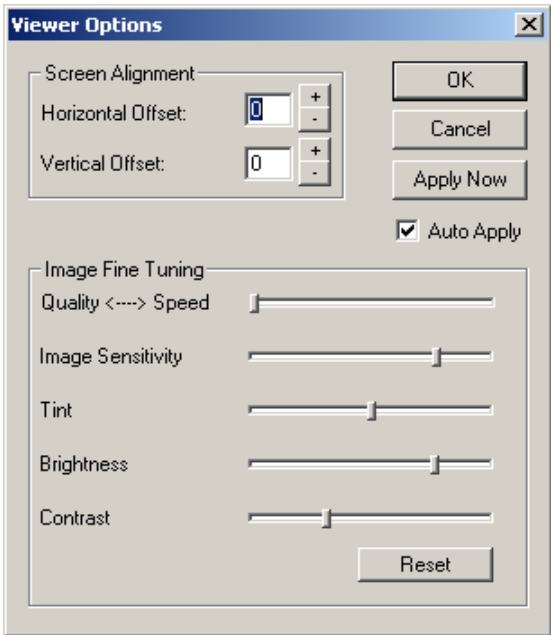 Viewer Options
Screen Alignment
Horizontal Offset: 0 + -
Vertical Offset: 0 + -
OK
Cancel
Apply Now
Auto Apply
Image Fine Tuning
Quality <----> Speed
Image Sensitivity
Tint
Brightness
Contrast
Reset